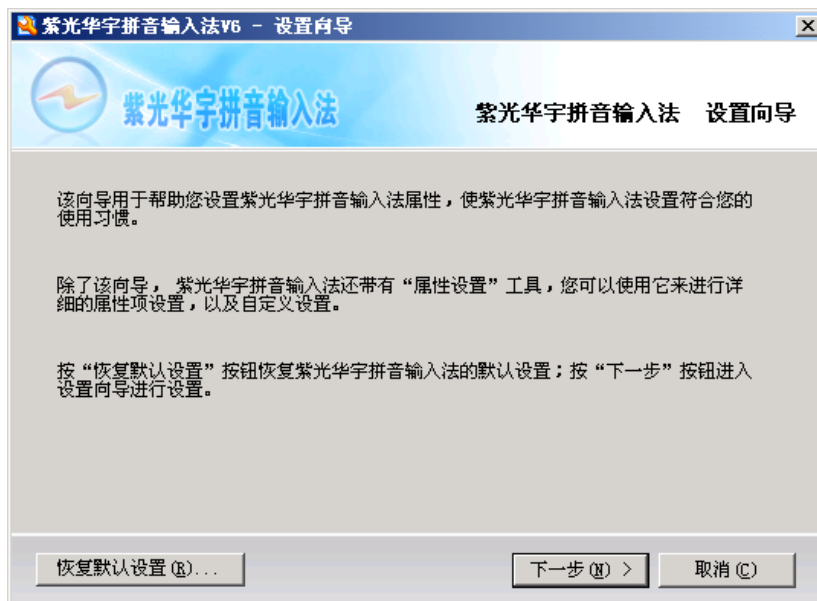 紫光华宇拼音输入法V6 - 设置向导
紫光华宇拼音输入法
紫光华宇拼音输入法 设置向导
该向导用于帮助您设置紫光华宇拼音输入法属性，使紫光华宇拼音输入法设置符合您的
使用习惯。
除了该向导， 紫光华宇拼音输入法还带有“属性设置”工具，您可以使用它来进行详
细的属性项设置，以及自定义设置。
按“恢复默认设置”按钮恢复紫光华宇拼音输入法的默认设置；按“下一步”按钮进入
设置向导进行设置。
恢复默认设置(R)...
下一步(N) >
取消(C)